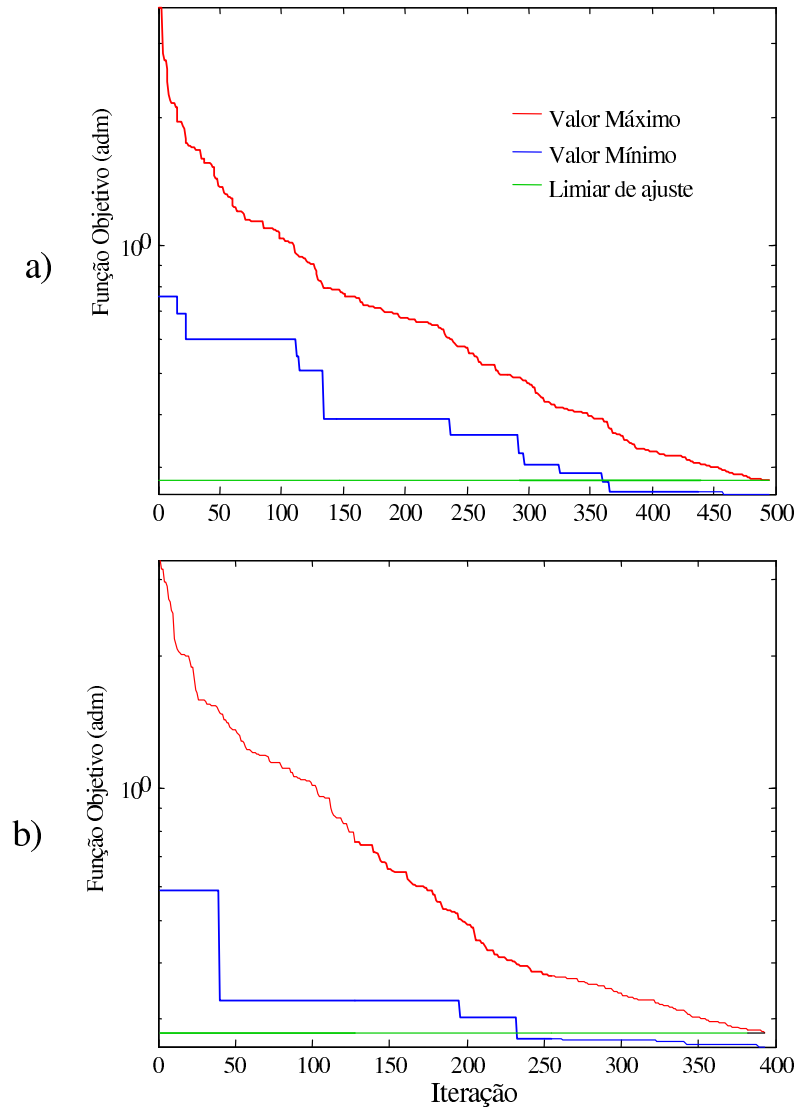 a)
Função Objetivo (adm)
10⁰
Valor Máximo
Valor Mínimo
Limiar de ajuste
0 50 100 150 200 250 300 350 400 450 500
b)
Função Objetivo (adm)
10⁰
0 50 100 150 200 250 300 350 400
Iteração